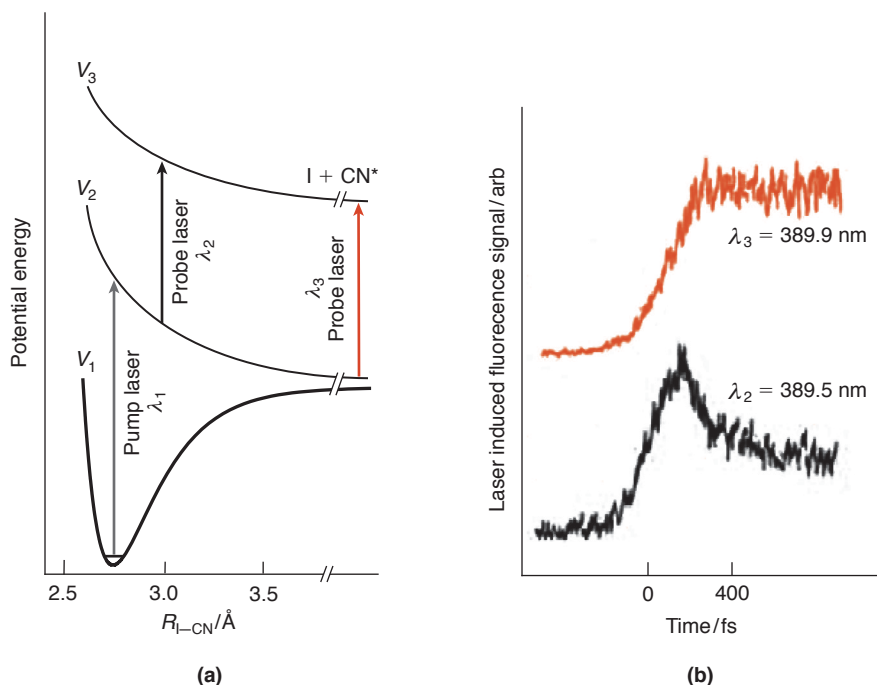 V3
V2
V1
I + CN*
Probe laser
λ2
λ3
Probe laser
Pump laser
λ1
Potential energy
2.5 3.0 3.5
RI—CN/Å
(a)
Laser induced fluorecence signal/arb
λ3 = 389.9 nm
λ2 = 389.5 nm
0 400
Time/fs
(b)